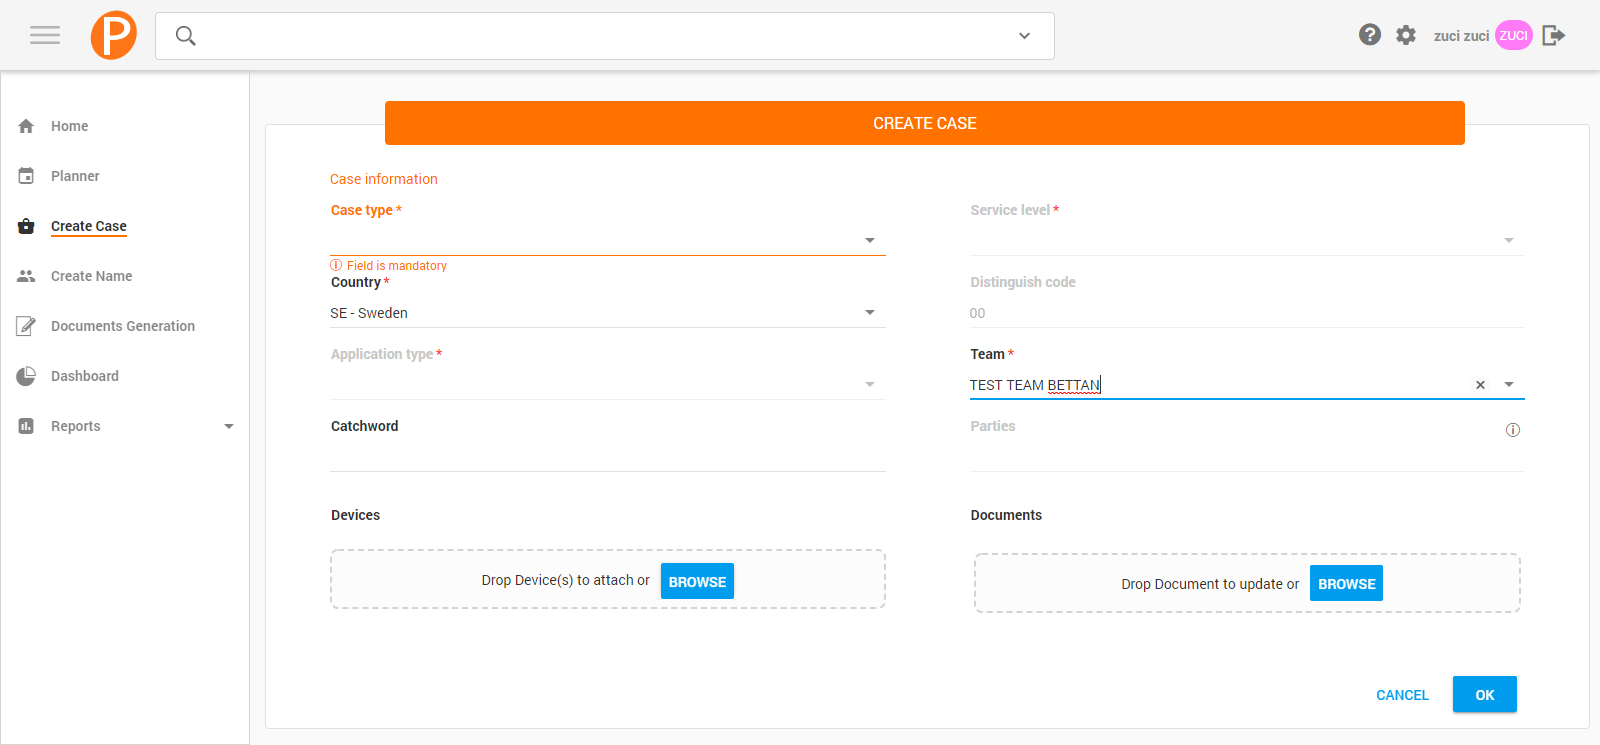 P
zuci zuci ZUCI
Home
Planner
Create Case
Create Name
Documents Generation
Dashboard
Reports
CREATE CASE
Case information
Case type *
Service level *
Field is mandatory
Country *
SE - Sweden
Distinguish code
00
Application type *
Team *
TEST TEAM BETTAN
Catchword
Parties
Devices
Drop Device(s) to attach or BROWSE
Documents
Drop Document to update or BROWSE
CANCEL OK